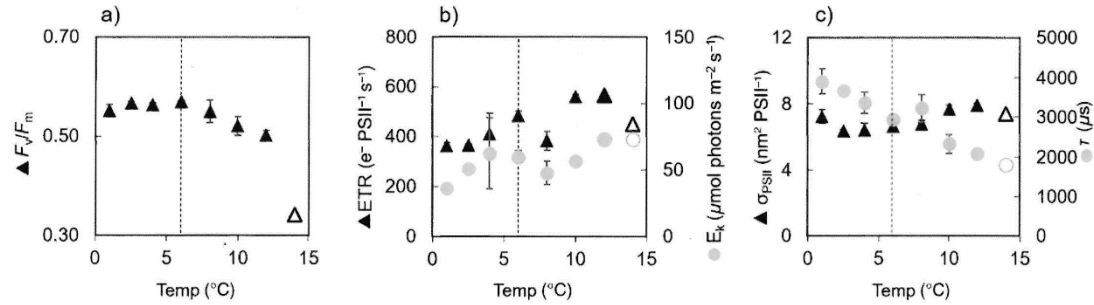 a)
0.70
0.50
0.30
▲ Fv/Fm
0 5 10 15
Temp (°C)
b)
800
600
400
200
0
▲ ETR (e⁻ PSII⁻¹ s⁻¹)
150
100
50
0
● Eₖ (μmol photons m⁻² s⁻¹)
0 5 10 15
Temp (°C)
c)
12
8
4
0
▲ σPSII (nm² PSII⁻¹)
5000
4000
3000
2000
1000
0
● τ (μs)
0 5 10 15
Temp (°C)